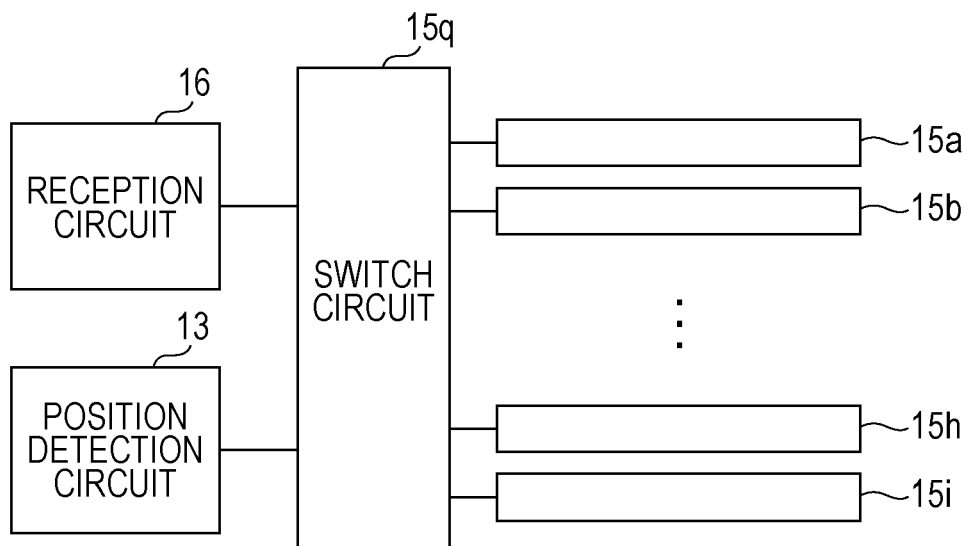 15q
16
RECEPTION
CIRCUIT
SWITCH
CIRCUIT
15a
15b
13
POSITION
DETECTION
CIRCUIT
15h
15i